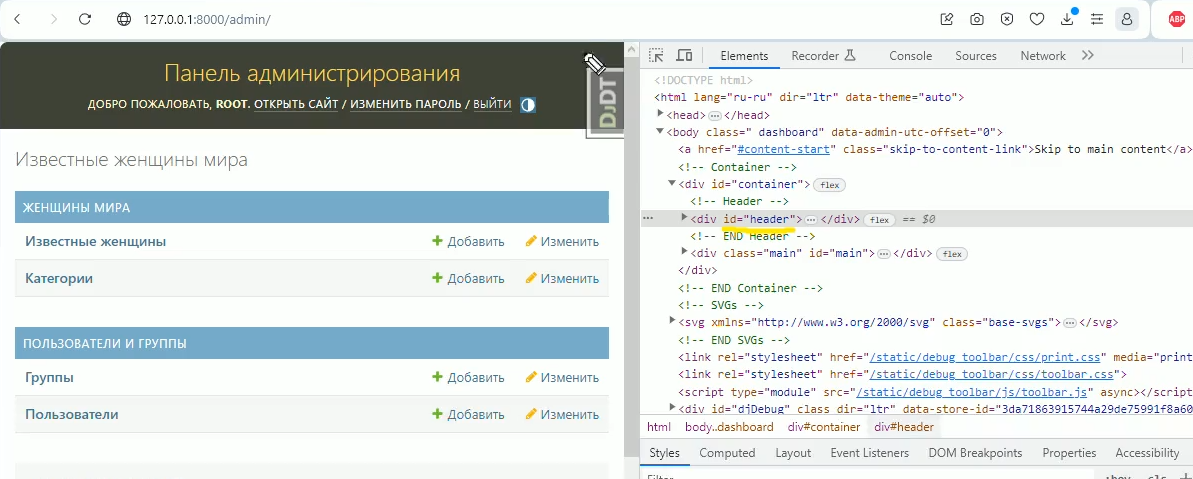 127.0.0.1:8000/admin/
ABP
Панель администрирования
ДОБРО ПОЖАЛОВАТЬ, ROOT. ОТКРЫТЬ САЙТ / ИЗМЕНИТЬ ПАРОЛЬ / ВЫЙТИ
DJDT
Известные женщины мира
ЖЕНЩИНЫ МИРА
Известные женщины Добавить Изменить
Категории Добавить Изменить
ПОЛЬЗОВАТЕЛИ И ГРУППЫ
Группы Добавить Изменить
Пользователи Добавить Изменить
Elements Recorder Console Sources Network
<!DOCTYPE html>
<html lang="ru-ru" dir="ltr" data-theme="auto">
<head> ⋯ </head>
<body class=" dashboard" data-admin-utc-offset="0">
<a href="#content-start" class="skip-to-content-link">Skip to main content</a>
<!-- Container -->
<div id="container"> flex
<!-- Header -->
<div id="header"> ⋯ </div> flex == $0
<!-- END Header -->
<div class="main" id="main"> ⋯ </div> flex
</div>
<!-- END Container -->
<!-- SVGs -->
<svg xmlns="http://www.w3.org/2000/svg" class="base-svgs"> ⋯ </svg>
<!-- END SVGs -->
<link rel="stylesheet" href="/static/debug_toolbar/css/print.css" media="print
<link rel="stylesheet" href="/static/debug_toolbar/css/toolbar.css">
<script type="module" src="/static/debug_toolbar/js/toolbar.js" async></script
<div id="djDebug" class dir="ltr" data-store-id="3da71863915744a29de75991f8a60
html body.dashboard div#container div#header
Styles Computed Layout Event Listeners DOM Breakpoints Properties Accessibility
Filter :hov .cls